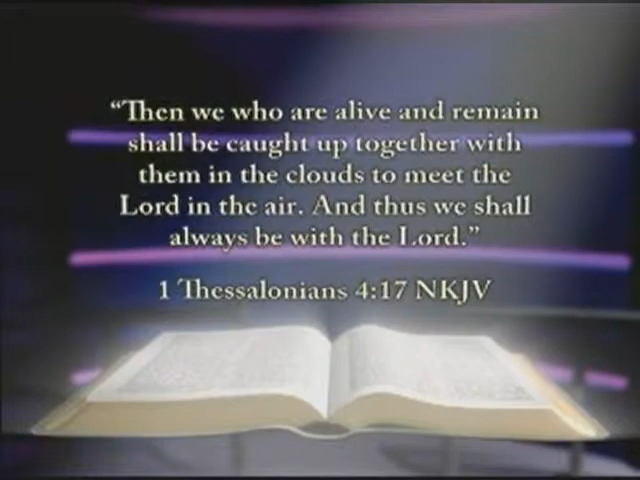 “Then we who are alive and remain
shall be caught up together with
them in the clouds to meet the
Lord in the air. And thus we shall
always be with the Lord.”
1 Thessalonians 4:17 NKJV